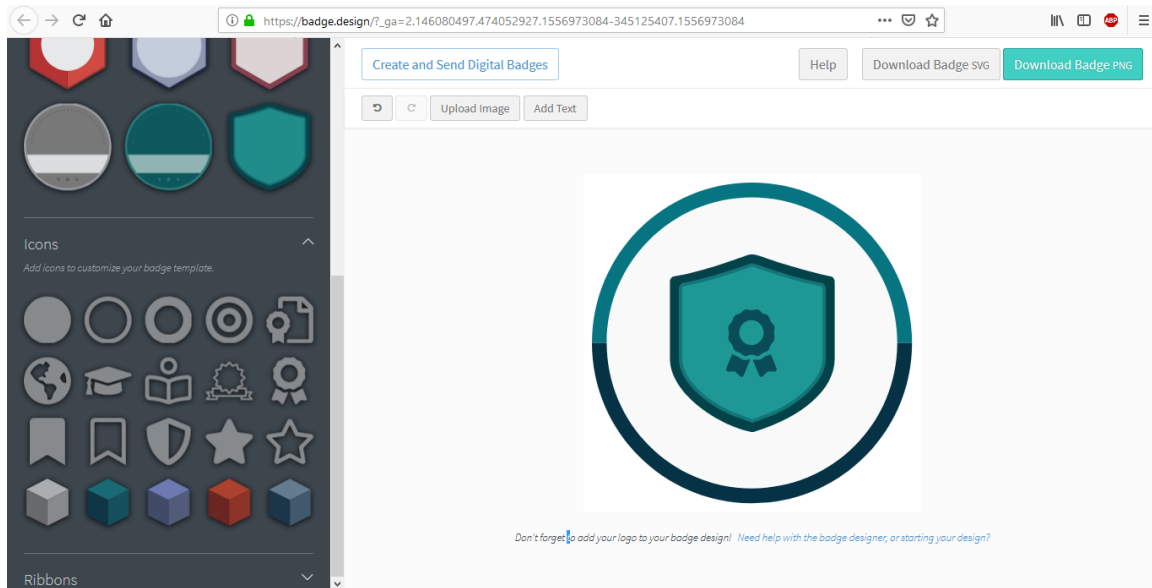 https://badge.design/?_ga=2.146080497.474052927.1556973084-345125407.1556973084
ABP
Create and Send Digital Badges
Help
Download Badge SVG
Download Badge PNG
Upload Image
Add Text
Icons
Add icons to customize your badge template.
Don't forget to add your logo to your badge design! Need help with the badge designer, or starting your design?
Ribbons